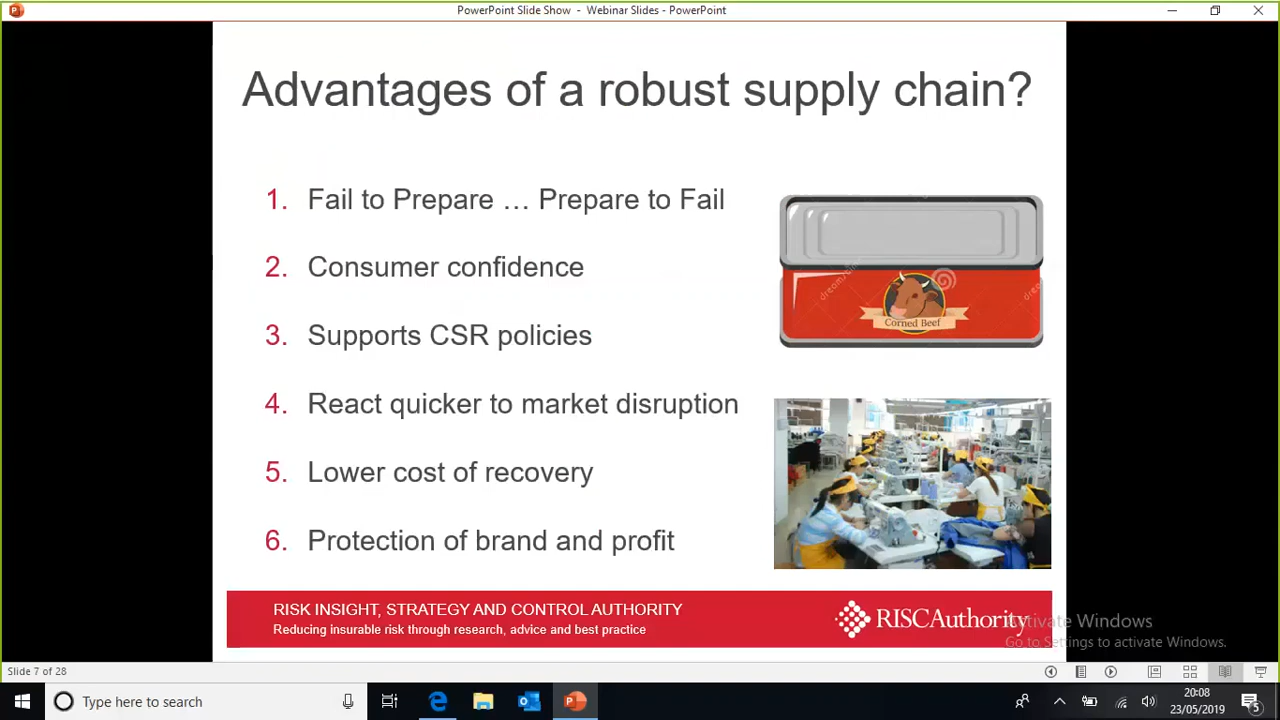 PowerPoint Slide Show - Webinar Slides - PowerPoint
Advantages of a robust supply chain?
1. Fail to Prepare … Prepare to Fail
2. Consumer confidence
3. Supports CSR policies
4. React quicker to market disruption
5. Lower cost of recovery
6. Protection of brand and profit
Corned Beef
RISK INSIGHT, STRATEGY AND CONTROL AUTHORITY
Reducing insurable risk through research, advice and best practice
RISCAuthority
Activate Windows
Go to Settings to activate Windows.
Slide 7 of 28
Type here to search
20:08
23/05/2019
5